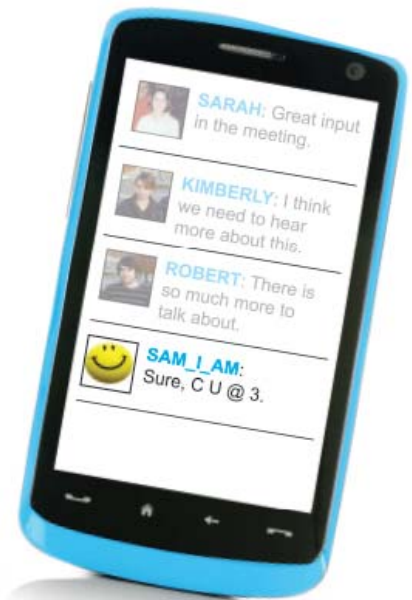 SARAH: Great input
in the meeting.
KIMBERLY: I think
we need to hear
more about this.
ROBERT: There is
so much more to
talk about.
SAM_I_AM:
Sure, C U @ 3.